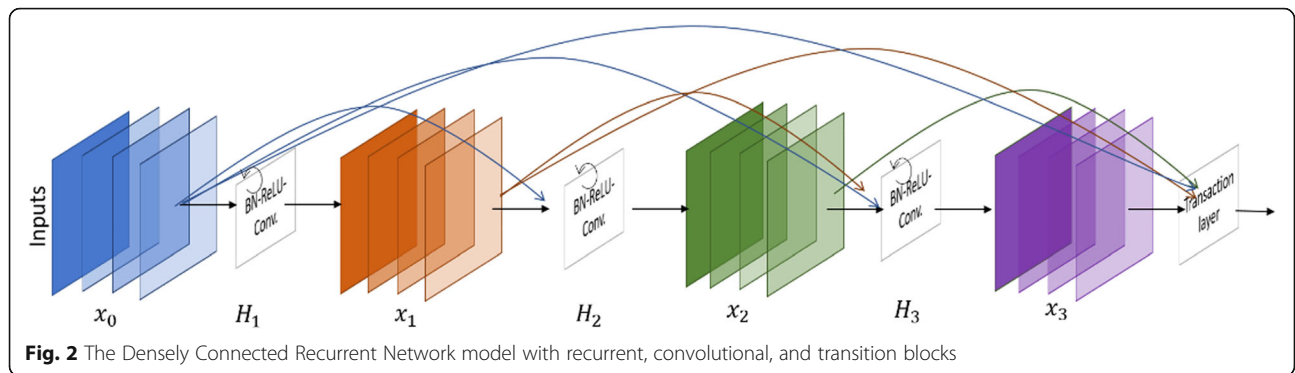 Inputs
BN-ReLU-
Conv.
BN-ReLU-
Conv.
BN-ReLU-
Conv.
Transaction
layer
x₀ H₁ x₁ H₂ x₂ H₃ x₃
Fig. 2 The Densely Connected Recurrent Network model with recurrent, convolutional, and transition blocks